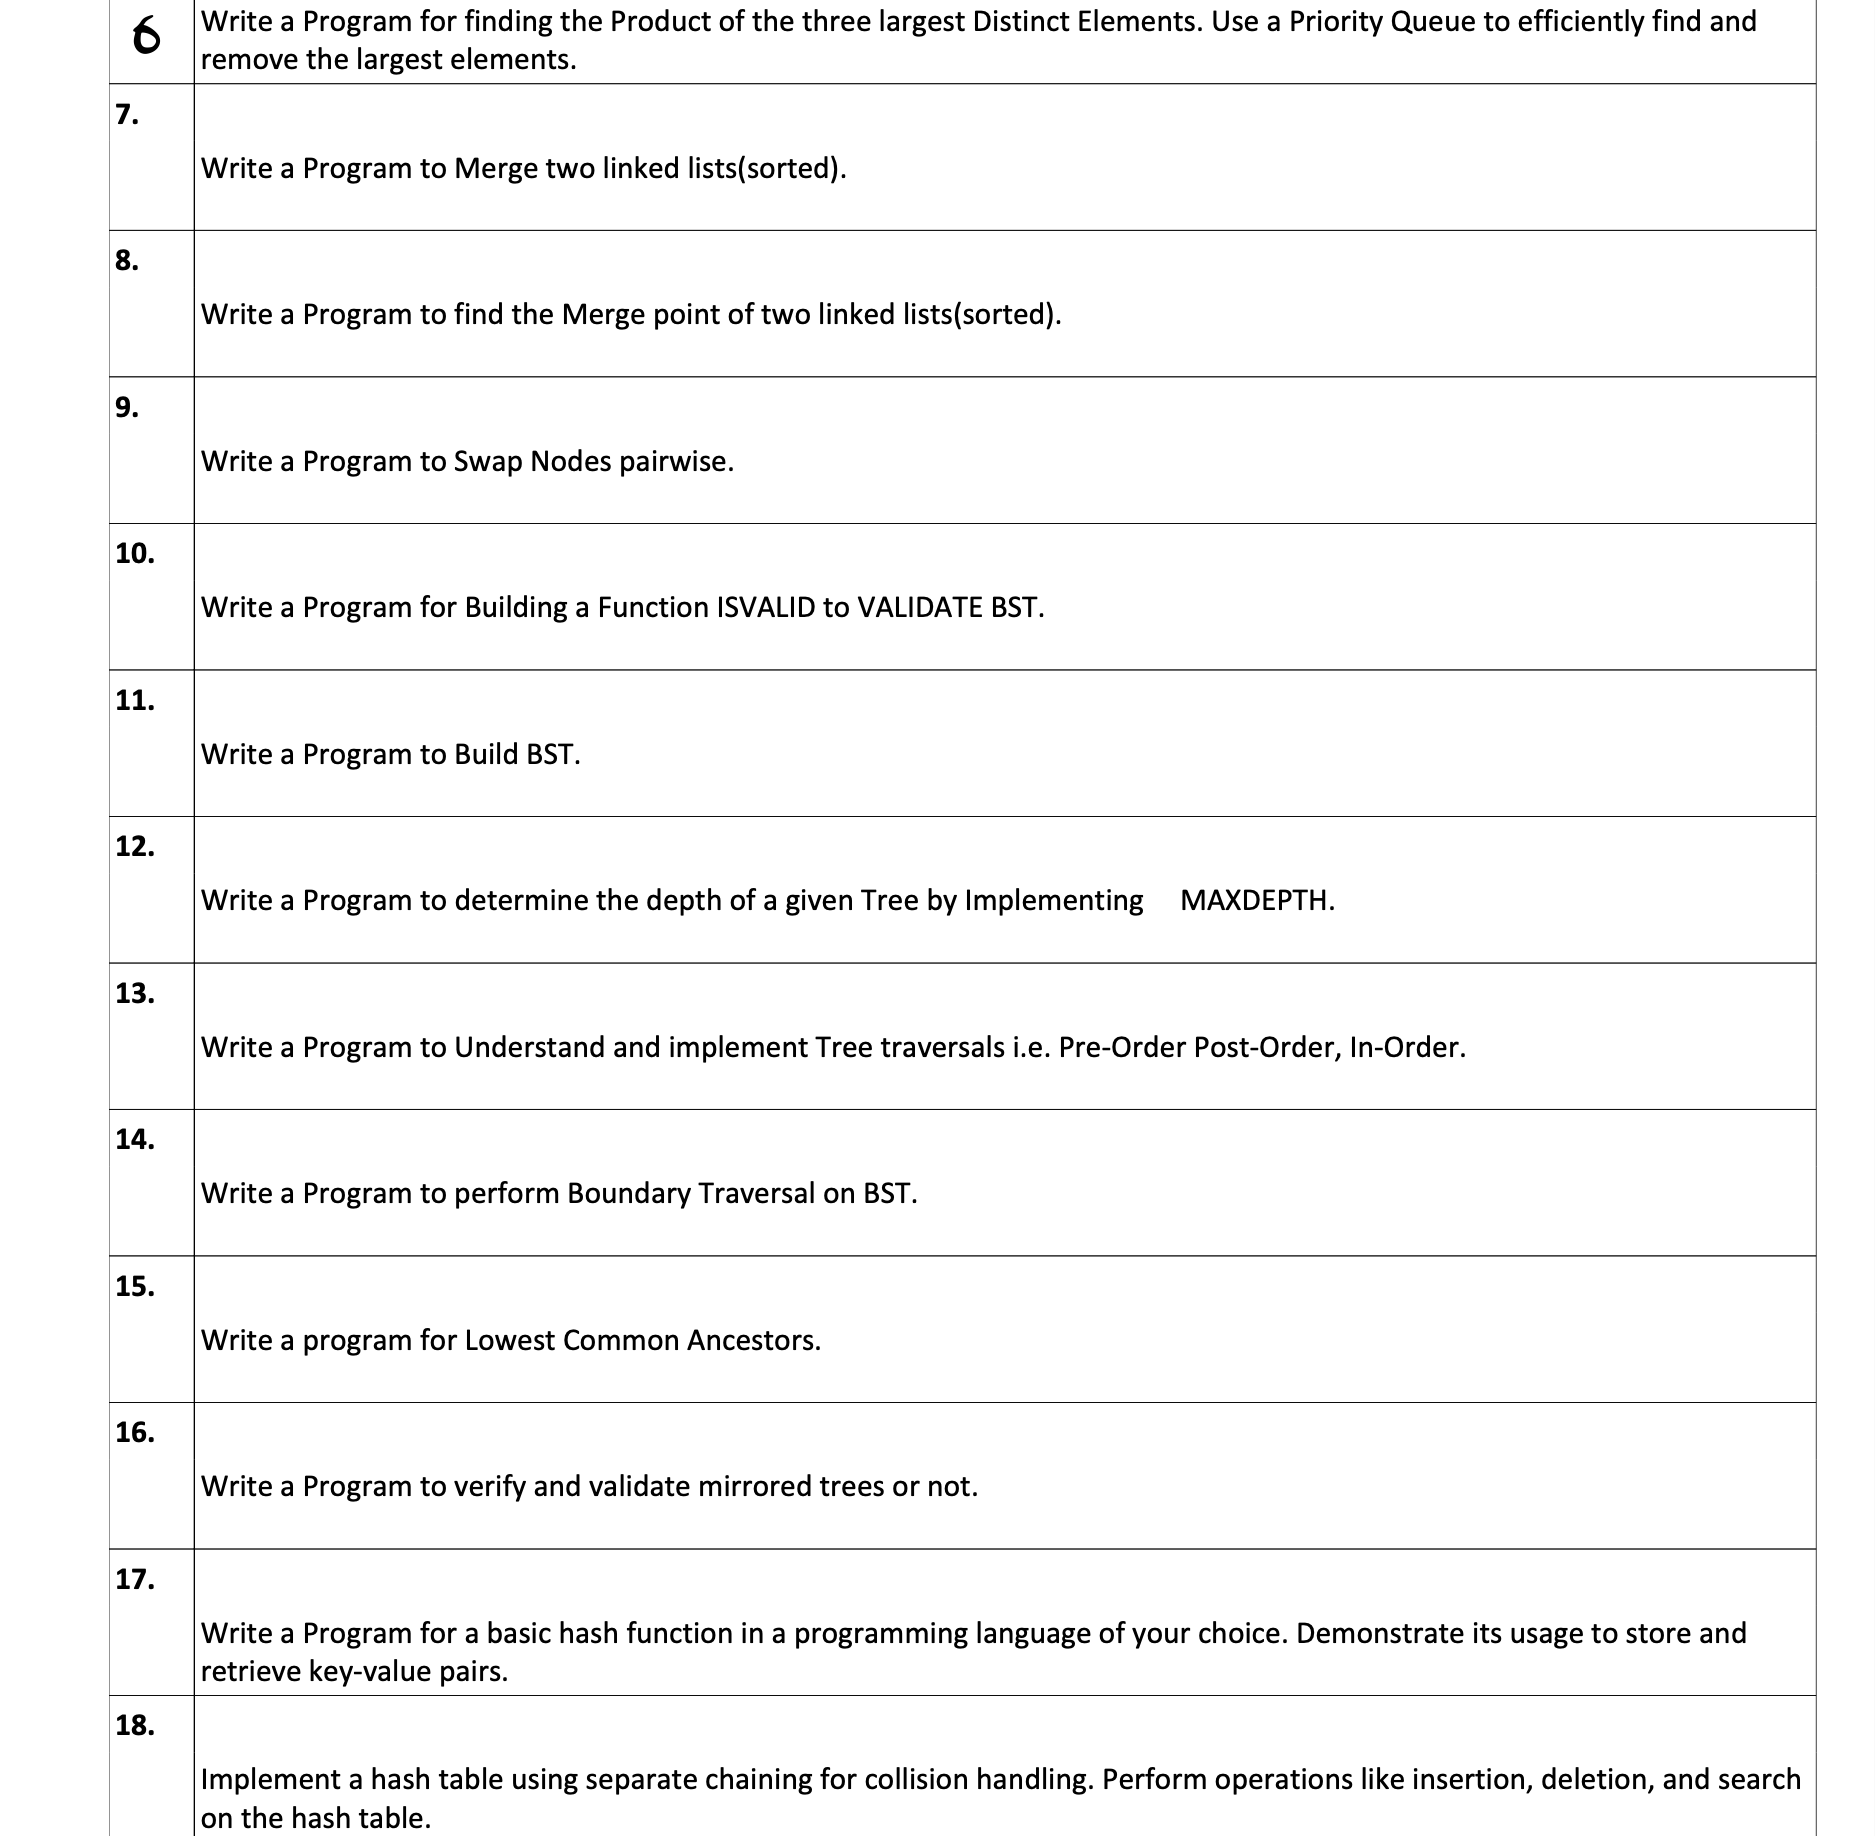 6
Write a Program for finding the Product of the three largest Distinct Elements. Use a Priority Queue to efficiently find and
remove the largest elements.
7.
Write a Program to Merge two linked lists(sorted).
8.
Write a Program to find the Merge point of two linked lists(sorted).
9.
Write a Program to Swap Nodes pairwise.
10.
Write a Program for Building a Function ISVALID to VALIDATE BST.
11.
Write a Program to Build BST.
12.
Write a Program to determine the depth of a given Tree by Implementing MAXDEPTH.
13.
Write a Program to Understand and implement Tree traversals i.e. Pre-Order Post-Order, In-Order.
14.
Write a Program to perform Boundary Traversal on BST.
15.
Write a program for Lowest Common Ancestors.
16.
Write a Program to verify and validate mirrored trees or not.
17.
Write a Program for a basic hash function in a programming language of your choice. Demonstrate its usage to store and
retrieve key-value pairs.
18.
Implement a hash table using separate chaining for collision handling. Perform operations like insertion, deletion, and search
on the hash table.